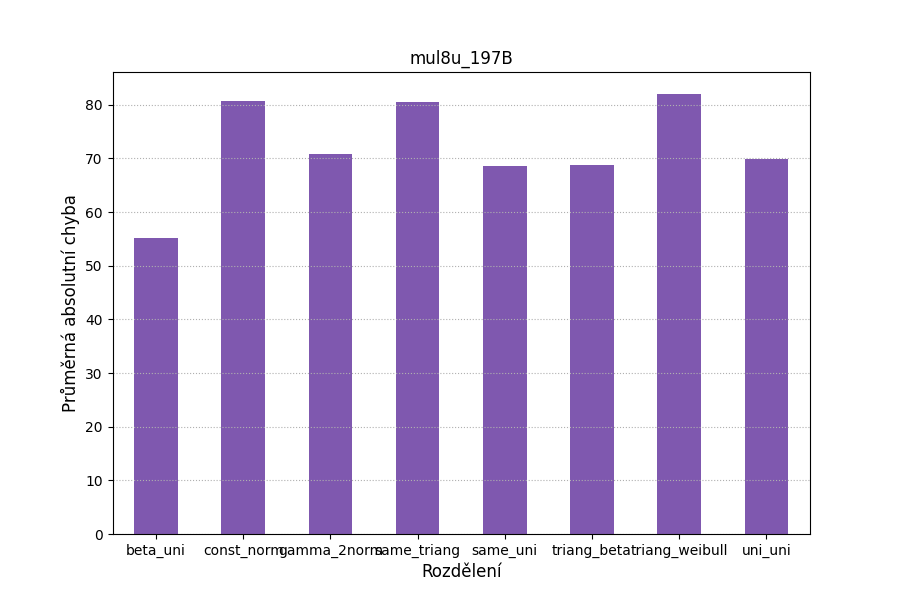 mul8u_197B
Průměrná absolutní chyba
80
70
60
50
40
30
20
10
0
beta_uni const_norm gamma_2norm same_triang same_uni triang_beta triang_weibull uni_uni
Rozdělení